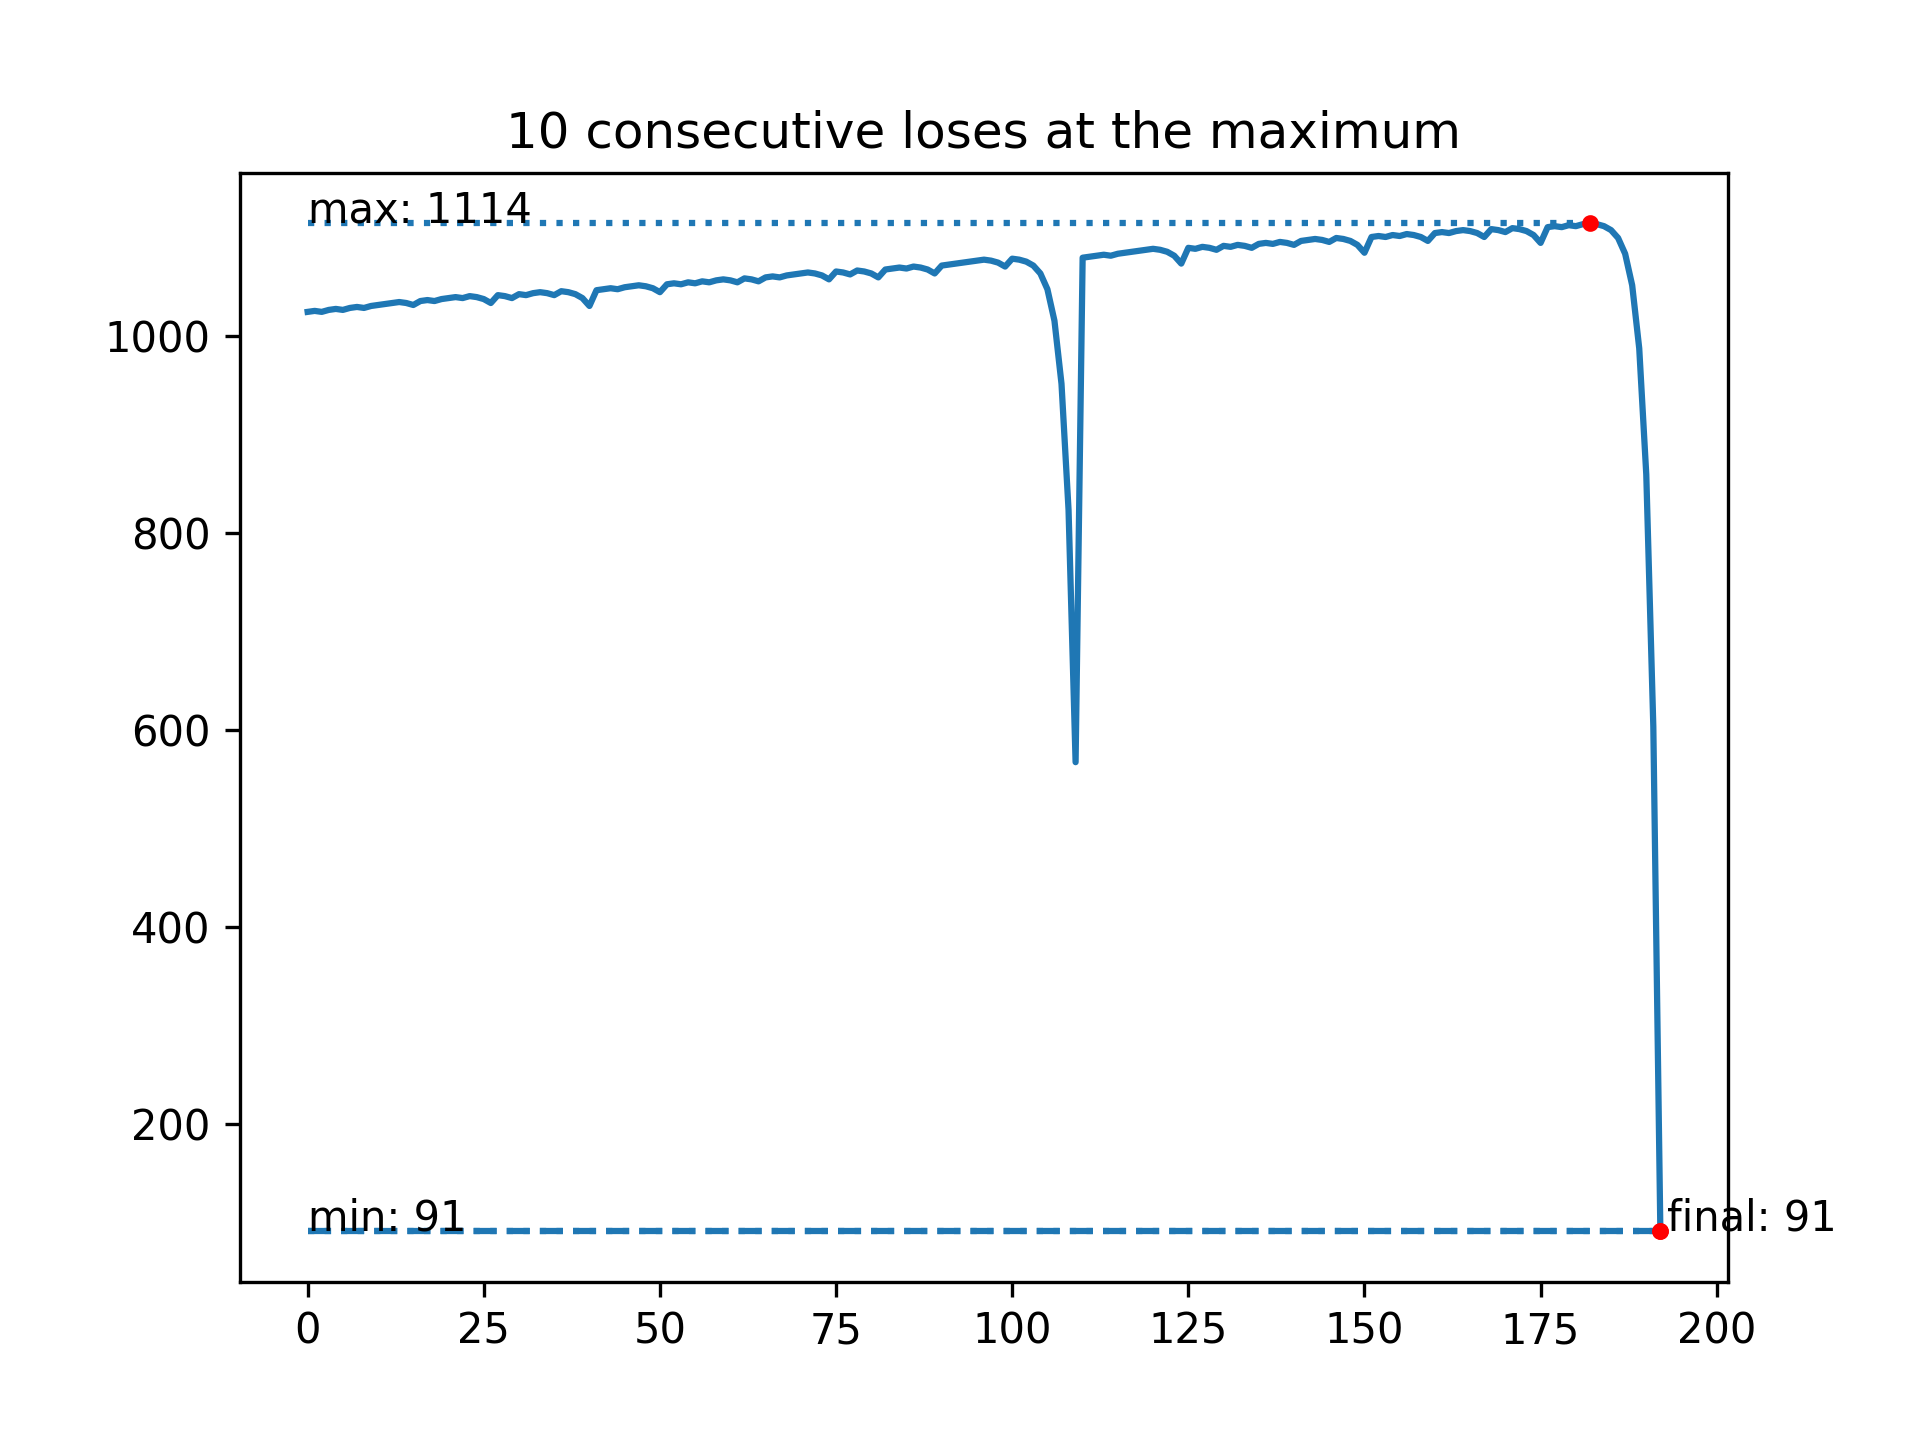 10 consecutive loses at the maximum
max: 1114
1000
800
600
400
200
min: 91
final: 91
0 25 50 75 100 125 150 175 200